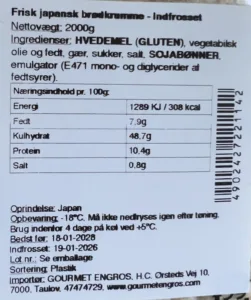 Frisk japansk brødkrumme - Indfrosset
Nettovægt: 2000g
Ingredienser: HVEDEMEL (GLUTEN), vegetabilsk
olie og fedt, gær, sukker, salt, SOJABØNNER,
emulgator (E471 mono- og diglycerider af
fedtsyrer).
Næringsindhold pr. 100g:
Energi 1289 KJ / 308 kcal
Fedt 7,9g
Kulhydrat 48,7g
Protein 10,4g
Salt 0,8g
Oprindelse: Japan
Opbevaring: -18°C. Må ikke nedfryses igen efter tøning.
Brug indenfor 4 dage på køl ved +5°C.
Bedst før: 18-01-2026
Indfrosset: 19-01-2026
Lot nr.: Se emballage
Sortering: Plastik
Importør: GOURMET ENGROS, H.C. Ørsteds Vej 10,
7000, Taulov, 47474729, www.gourmetengros.com
4902427221142